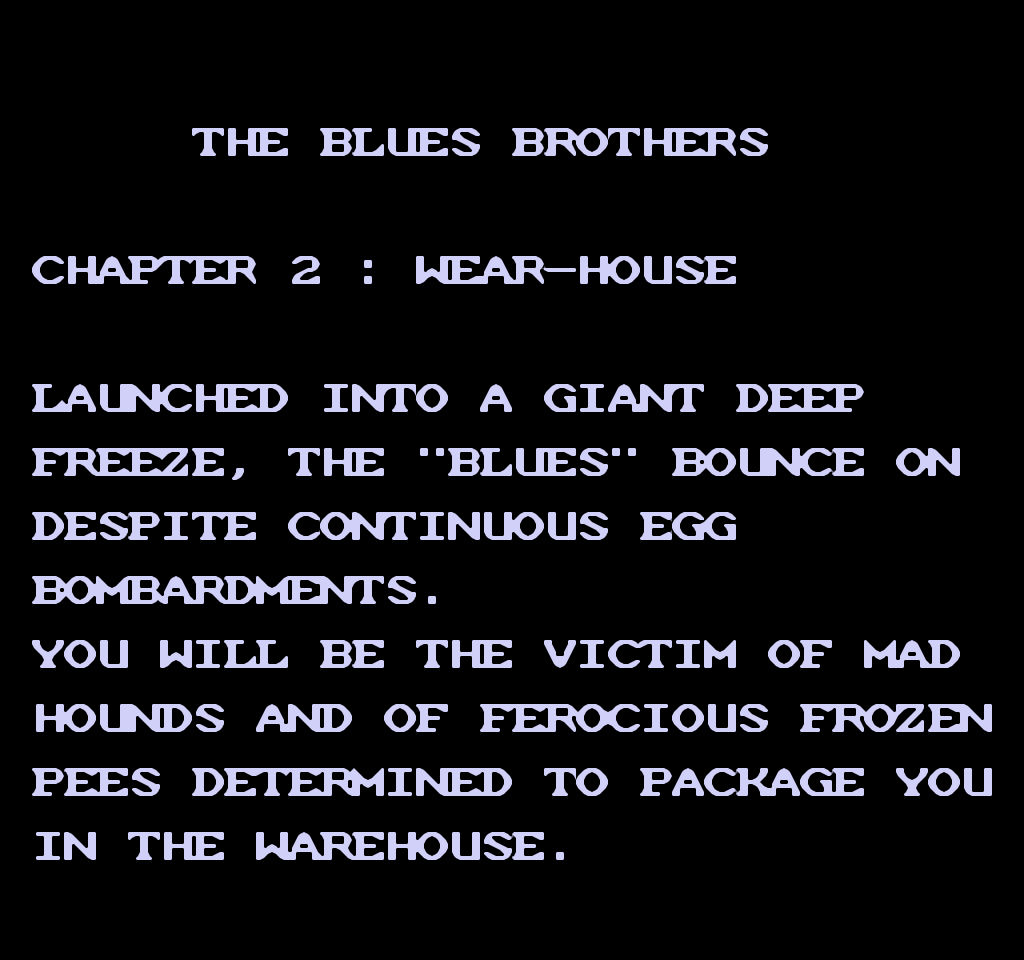 THE BLUES BROTHERS
CHAPTER 2 : WEAR-HOUSE
LAUNCHED INTO A GIANT DEEP
FREEZE, THE "BLUES" BOUNCE ON
DESPITE CONTINUOUS EGG
BOMBARDMENTS.
YOU WILL BE THE VICTIM OF MAD
HOUNDS AND OF FEROCIOUS FROZEN
PEES DETERMINED TO PACKAGE YOU
IN THE WAREHOUSE.